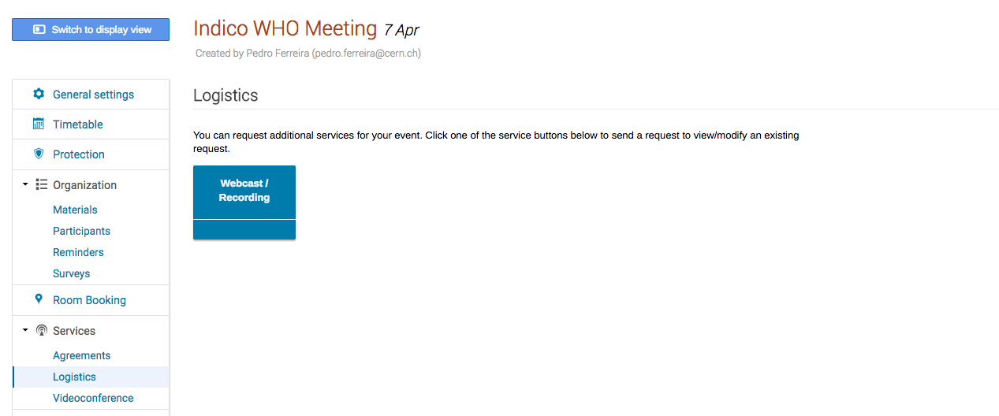 Switch to display view
Indico WHO Meeting 7 Apr
Created by Pedro Ferreira (pedro.ferreira@cern.ch)
General settings
Timetable
Protection
Organization
Materials
Participants
Reminders
Surveys
Room Booking
Services
Agreements
Logistics
Videoconference
Logistics
You can request additional services for your event. Click one of the service buttons below to send a request to view/modify an existing
request.
Webcast /
Recording